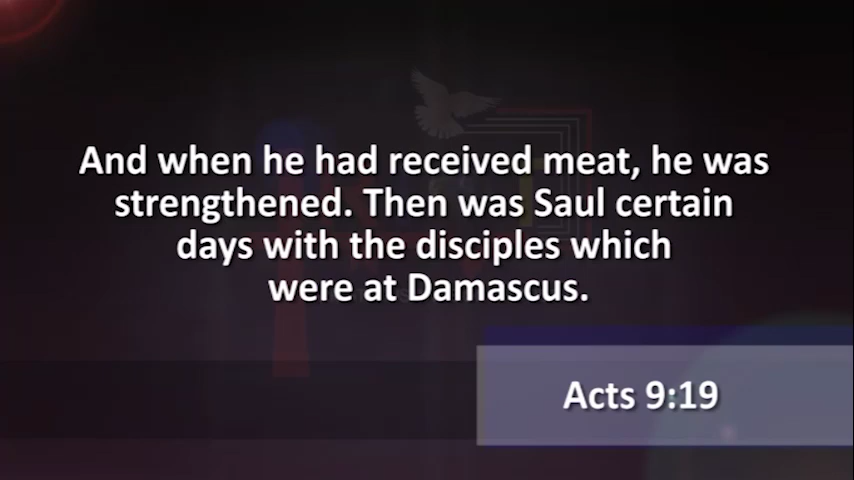 And when he had received meat, he was
strengthened. Then was Saul certain
days with the disciples which
were at Damascus.
Acts 9:19